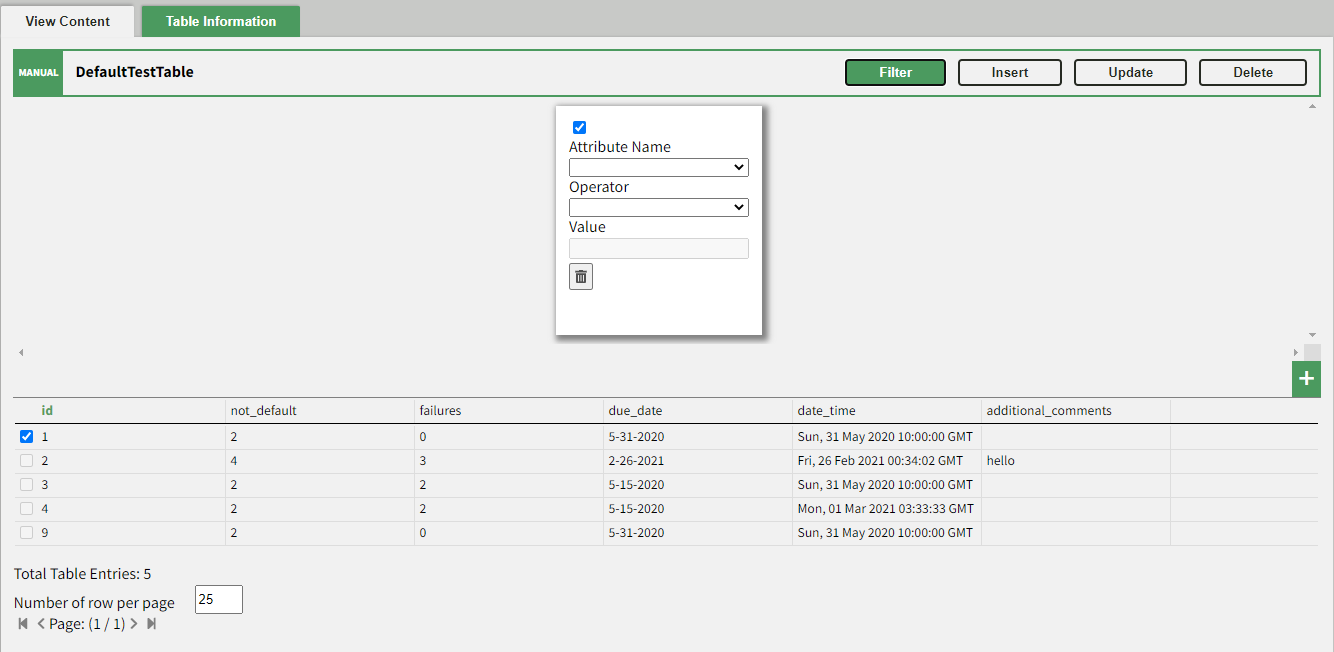 View Content Table Information
MANUAL DefaultTestTable Filter Insert Update Delete
Attribute Name
Operator
Value
+
id not_default failures due_date date_time additional_comments
1 2 0 5-31-2020 Sun, 31 May 2020 10:00:00 GMT
2 4 3 2-26-2021 Fri, 26 Feb 2021 00:34:02 GMT hello
3 2 2 5-15-2020 Sun, 31 May 2020 10:00:00 GMT
4 2 2 5-15-2020 Mon, 01 Mar 2021 03:33:33 GMT
9 2 0 5-31-2020 Sun, 31 May 2020 10:00:00 GMT
Total Table Entries: 5
Number of row per page 25
Page: (1 / 1)